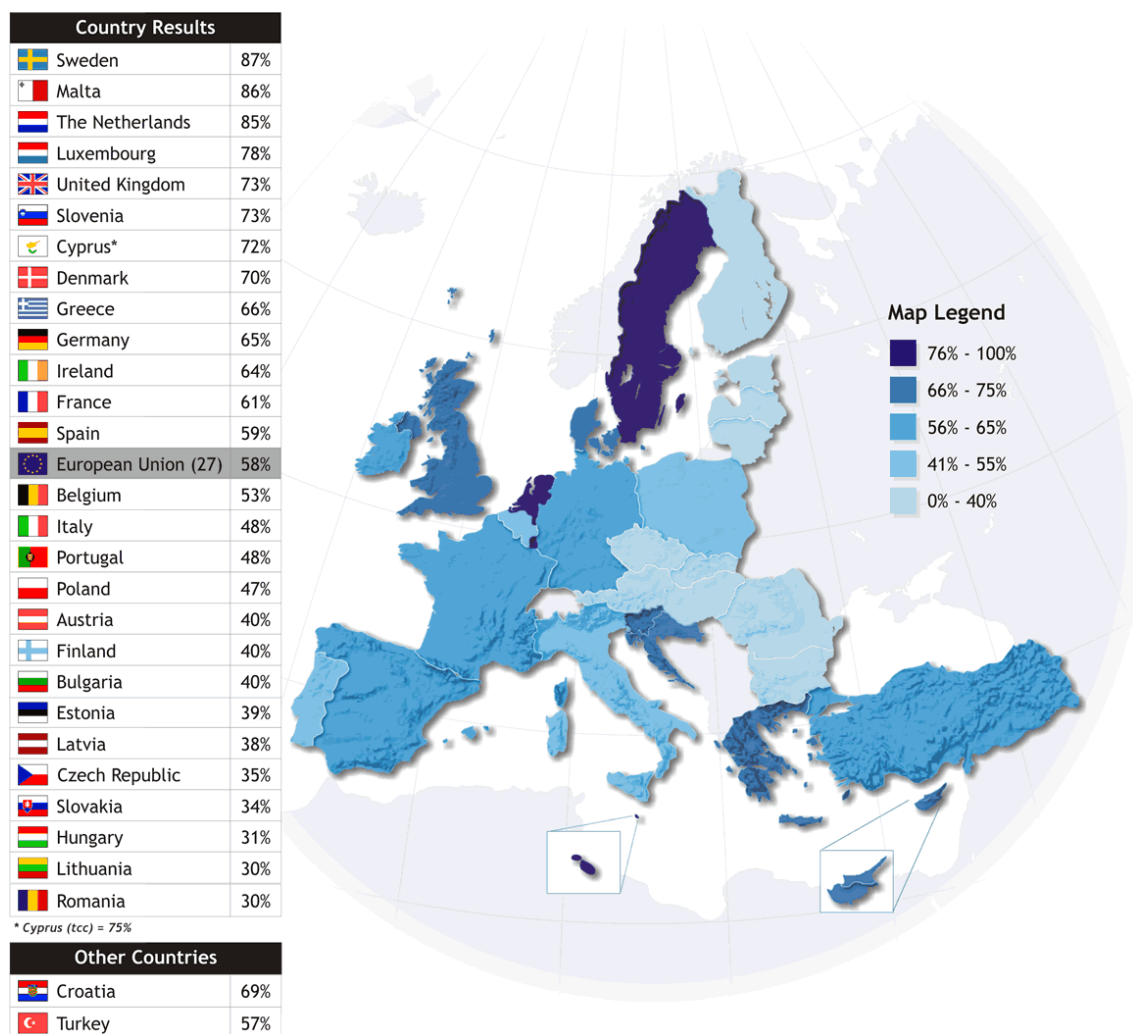 Country Results
Sweden 87%
Malta 86%
The Netherlands 85%
Luxembourg 78%
United Kingdom 73%
Slovenia 73%
Cyprus* 72%
Denmark 70%
Greece 66%
Germany 65%
Ireland 64%
France 61%
Spain 59%
European Union (27) 58%
Belgium 53%
Italy 48%
Portugal 48%
Poland 47%
Austria 40%
Finland 40%
Bulgaria 40%
Estonia 39%
Latvia 38%
Czech Republic 35%
Slovakia 34%
Hungary 31%
Lithuania 30%
Romania 30%
* Cyprus (tcc) = 75%
Other Countries
Croatia 69%
Turkey 57%
Map Legend
76% - 100%
66% - 75%
56% - 65%
41% - 55%
0% - 40%